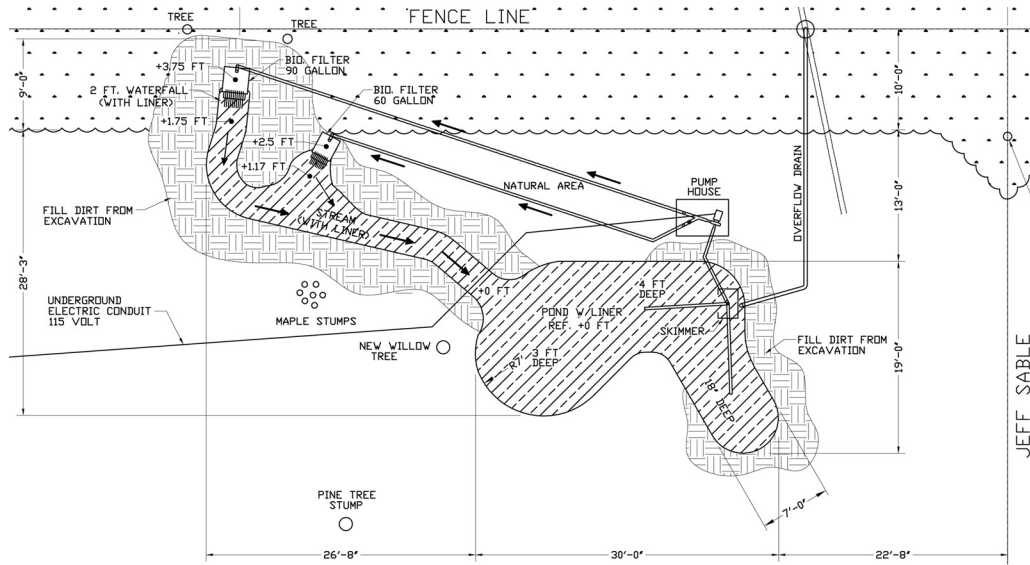 FENCE LINE
TREE
TREE
+3.75 FT
BIO. FILTER
90 GALLON
2 FT. WATERFALL
(WITH LINER)
BIO. FILTER
60 GALLON
+1.75 FT
+2.5 FT
+1.17 FT
9'-0"
10'-0"
NATURAL AREA
PUMP
HOUSE
OVERFLOW DRAIN
13'-0"
FILL DIRT FROM
EXCAVATION
STREAM
(WITH LINER)
28'-3"
UNDERGROUND
ELECTRIC CONDUIT
115 VOLT
MAPLE STUMPS
+0 FT
4 FT
DEEP
POND W/LINER
REF. +0 FT
SKIMMER
NEW WILLOW
TREE
R7'
3 FT
DEEP
18" DEEP
FILL DIRT FROM
EXCAVATION
19'-0"
JEFF SABLE
PINE TREE
STUMP
7'-0"
26'-8"
30'-0"
22'-8"